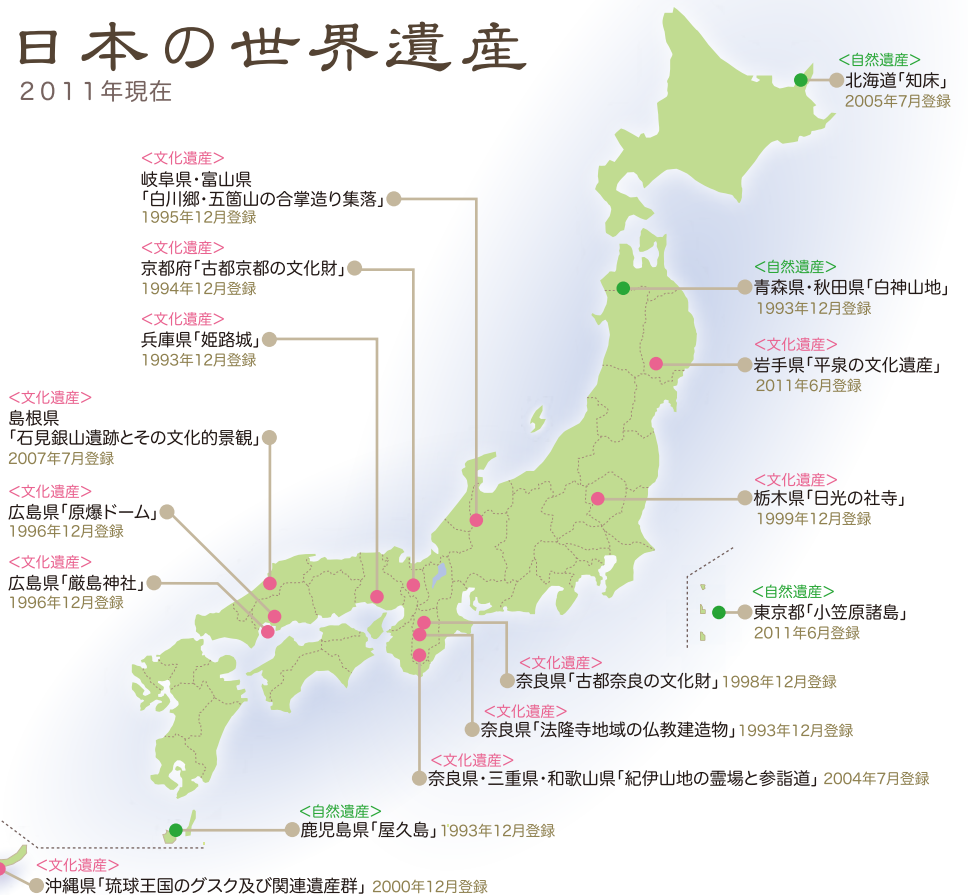 日本の世界遺産
2011年現在
<自然遺産>
北海道「知床」
2005年7月登録
<文化遺産>
岐阜県・富山県
「白川郷・五箇山の合掌造り集落」
1995年12月登録
<文化遺産>
京都府「古都京都の文化財」
1994年12月登録
<自然遺産>
青森県・秋田県「白神山地」
1993年12月登録
<文化遺産>
兵庫県「姫路城」
1993年12月登録
<文化遺産>
岩手県「平泉の文化遺産」
2011年6月登録
<文化遺産>
島根県
「石見銀山遺跡とその文化的景観」
2007年7月登録
<文化遺産>
栃木県「日光の社寺」
1999年12月登録
<文化遺産>
広島県「原爆ドーム」
1996年12月登録
<文化遺産>
広島県「厳島神社」
1996年12月登録
<自然遺産>
東京都「小笠原諸島」
2011年6月登録
<文化遺産>
奈良県「古都奈良の文化財」1998年12月登録
<文化遺産>
奈良県「法隆寺地域の仏教建造物」1993年12月登録
<文化遺産>
奈良県・三重県・和歌山県「紀伊山地の霊場と参詣道」2004年7月登録
<自然遺産>
鹿児島県「屋久島」1993年12月登録
<文化遺産>
沖縄県「琉球王国のグスク及び関連遺産群」2000年12月登録